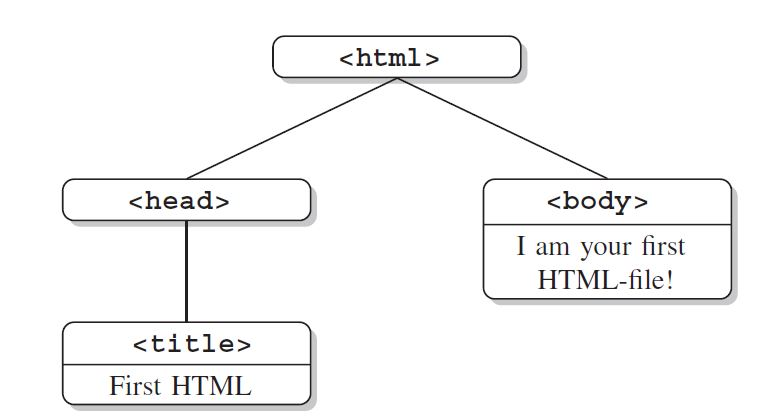 <html>
<head>
<body>
I am your first
HTML-file!
<title>
First HTML